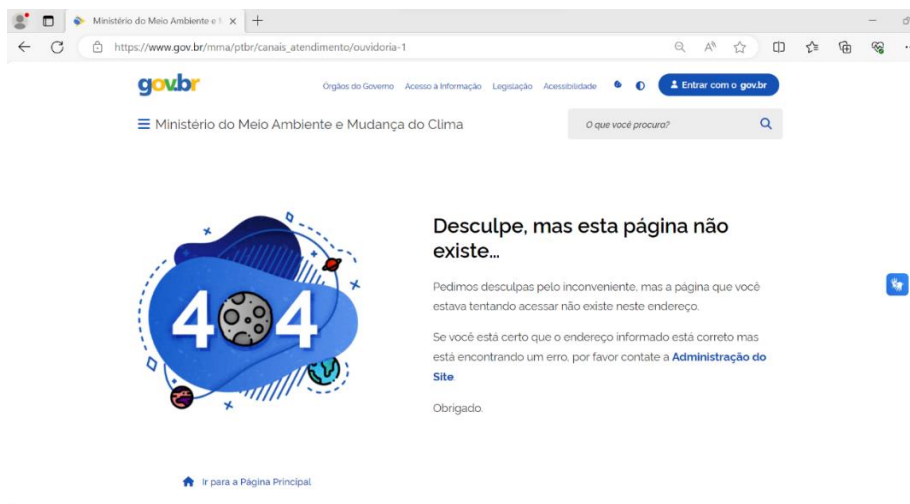 Ministério do Meio Ambiente e
https://www.gov.br/mma/ptbr/canais_atendimento/ouvidoria-1
gov.br
Órgãos do Governo Acesso à Informação Legislação Acessibilidade
Entrar com o gov.br
Ministério do Meio Ambiente e Mudança do Clima
O que você procura?
404
Desculpe, mas esta página não
existe...
Pedimos desculpas pelo inconveniente, mas a página que você
estava tentando acessar não existe neste endereço.
Se você está certo que o endereço informado está correto mas
está encontrando um erro, por favor contate a Administração do
Site
Obrigado.
Ir para a Página Principal